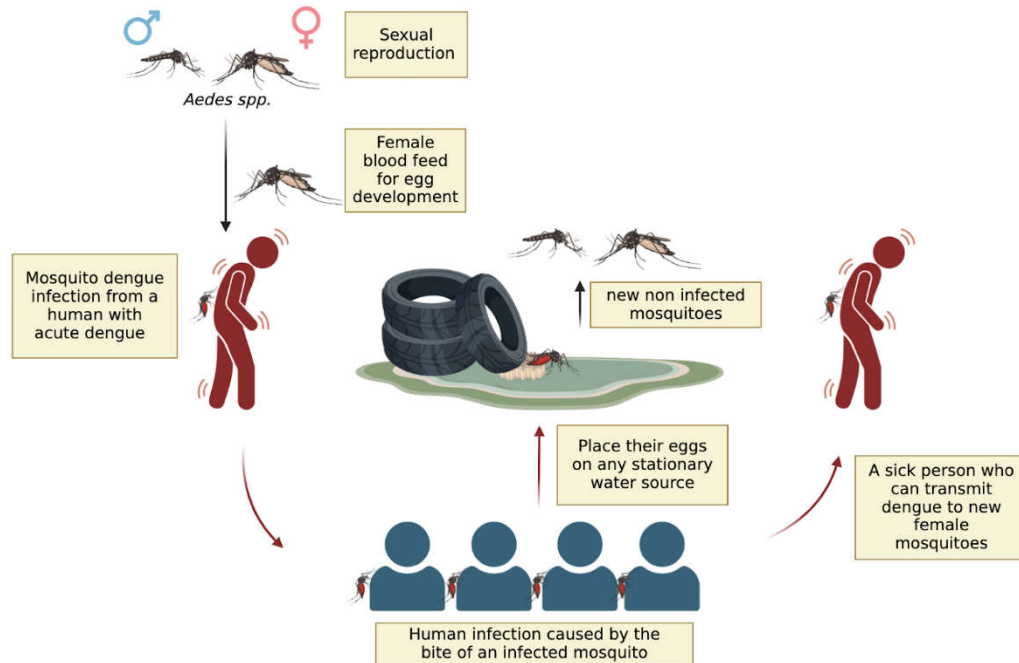 Sexual
reproduction
Aedes spp.
Female
blood feed
for egg
development
Mosquito dengue
infection from a
human with
acute dengue
new non infected
mosquitoes
Place their eggs
on any stationary
water source
A sick person who
can transmit
dengue to new
female
mosquitoes
Human infection caused by the
bite of an infected mosquito